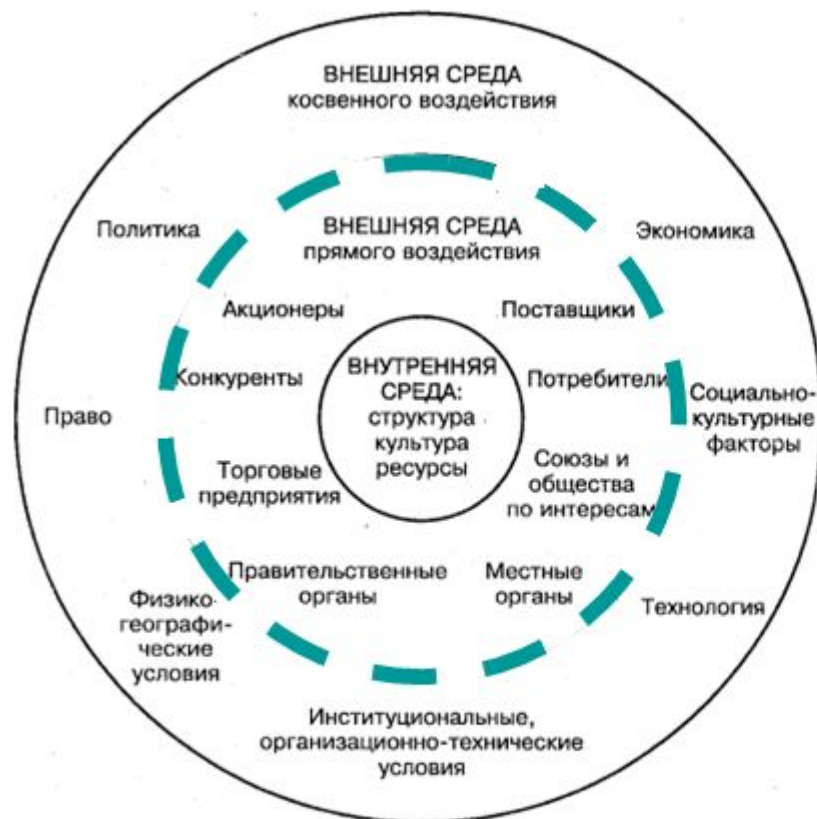 ВНЕШНЯЯ СРЕДА
косвенного воздействия
Политика
ВНЕШНЯЯ СРЕДА
прямого воздействия
Экономика
Акционеры
Поставщики
Конкуренты
ВНУТРЕННЯЯ
СРЕДА:
структура
культура
ресурсы
Потребители
Право
Социально-
культурные
факторы
Торговые
предприятия
Союзы и
общества
по интересам
Правительственные
органы
Местные
органы
Физико-
географи-
ческие
условия
Технология
Институциональные,
организационно-технические
условия